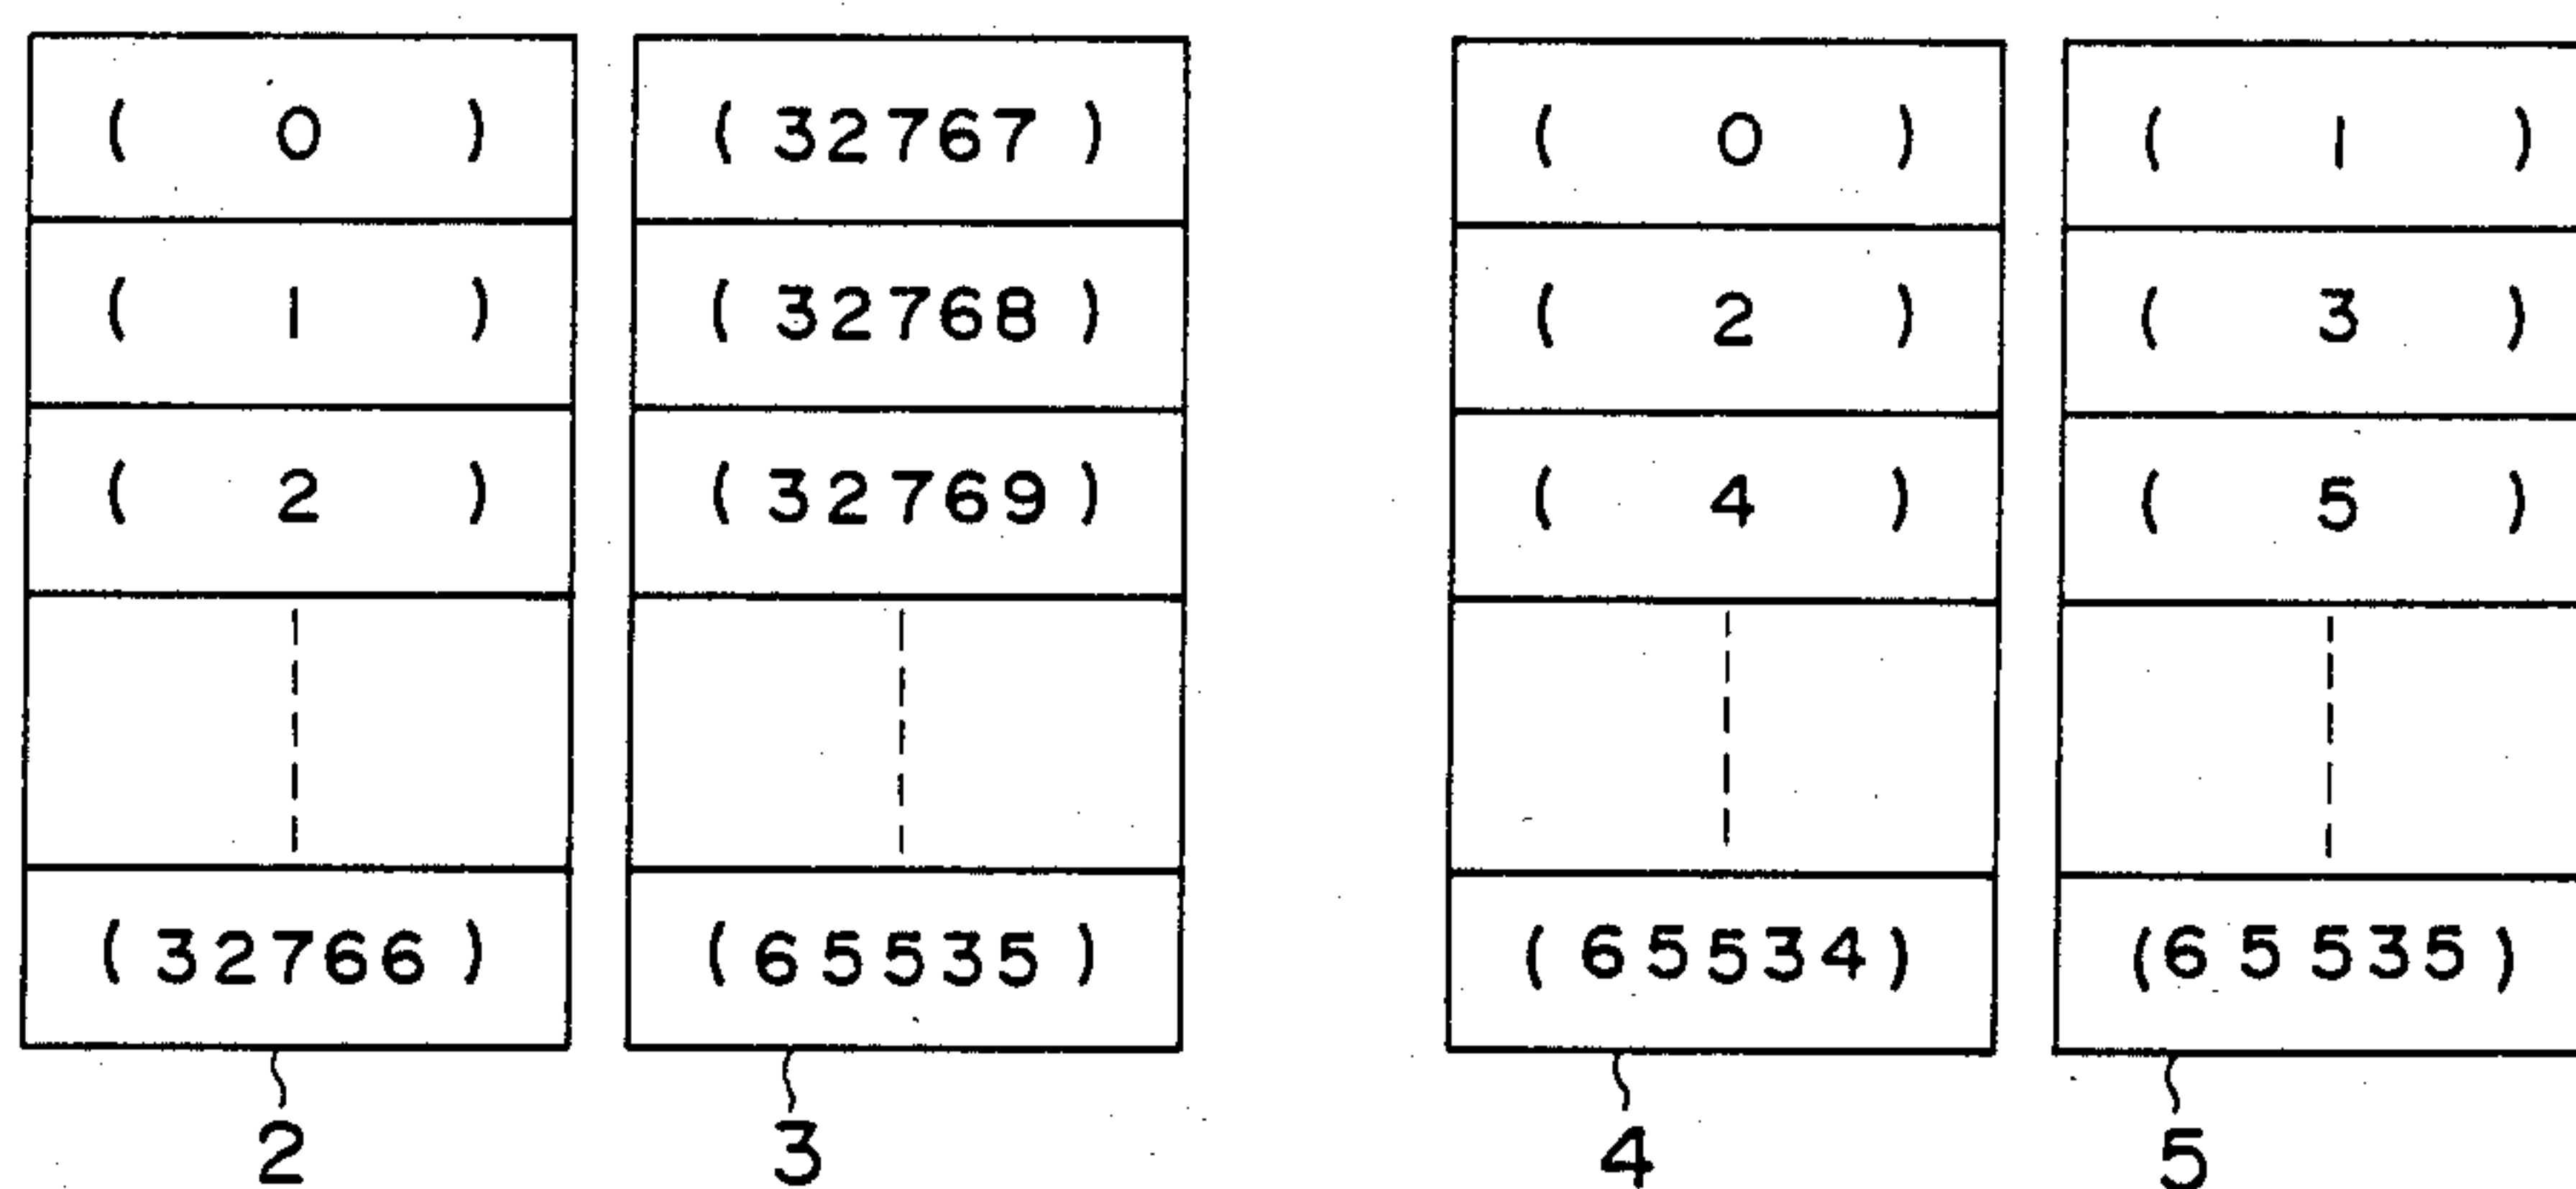 ( 0 ) ( 32767 ) ( 0 ) ( 1 )
( 1 ) ( 32768 ) ( 2 ) ( 3 )
( 2 ) ( 32769 ) ( 4 ) ( 5 )
( 32766 ) ( 65535 ) ( 65534 ) ( 65535 )
2 3 4 5